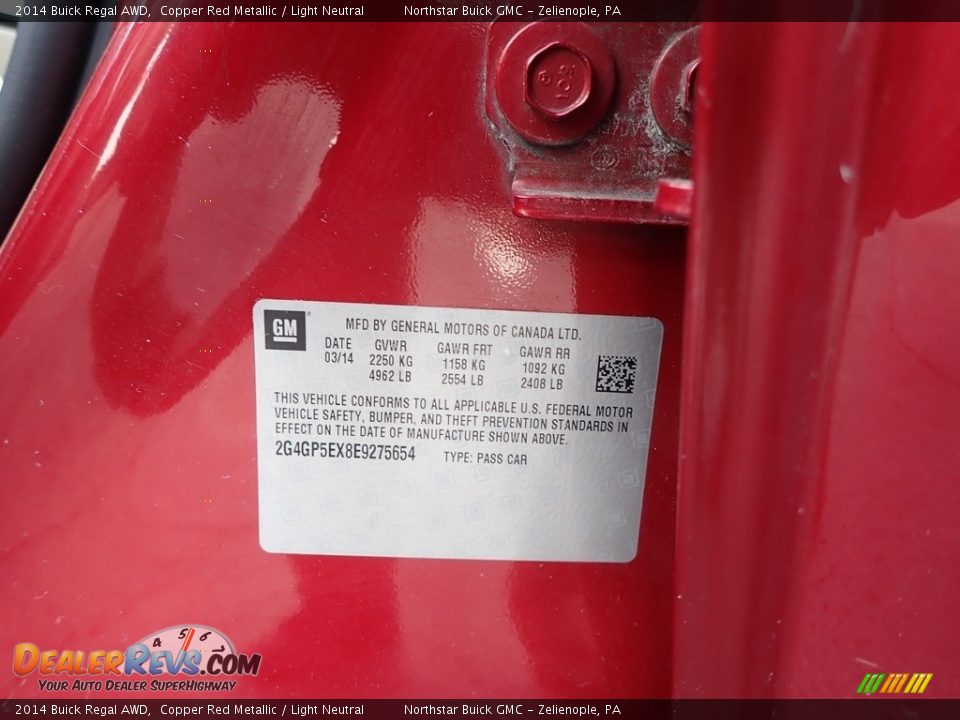 2014 Buick Regal AWD, Copper Red Metallic / Light Neutral Northstar Buick GMC - Zelienople, PA
GM MFD BY GENERAL MOTORS OF CANADA LTD.
DATE GVWR GAWR FRT GAWR RR
03/14 2250 KG 1158 KG 1092 KG
4962 LB 2554 LB 2408 LB
THIS VEHICLE CONFORMS TO ALL APPLICABLE U.S. FEDERAL MOTOR
VEHICLE SAFETY, BUMPER, AND THEFT PREVENTION STANDARDS IN
EFFECT ON THE DATE OF MANUFACTURE SHOWN ABOVE.
2G4GP5EX8E9275654 TYPE: PASS CAR
4 5 6
DealerRevs.com
Your Auto Dealer SuperHighway
2014 Buick Regal AWD, Copper Red Metallic / Light Neutral Northstar Buick GMC - Zelienople, PA